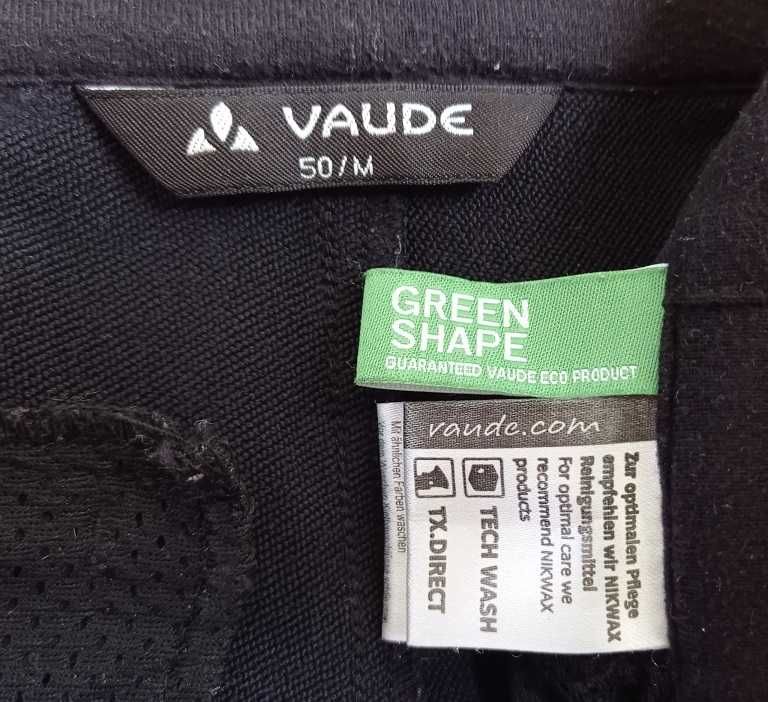 VAUDE
50/M
GREEN
SHAPE
GUARANTEED VAUDE ECO PRODUCT
vaude.com
Zur optimalen Pflege
empfehlen wir NIKWAX
Reinigungsmittel
For optimal care we
recommend NIKWAX
products
TECH WASH
TX.DIRECT
Mit ähnlichen Farben waschen